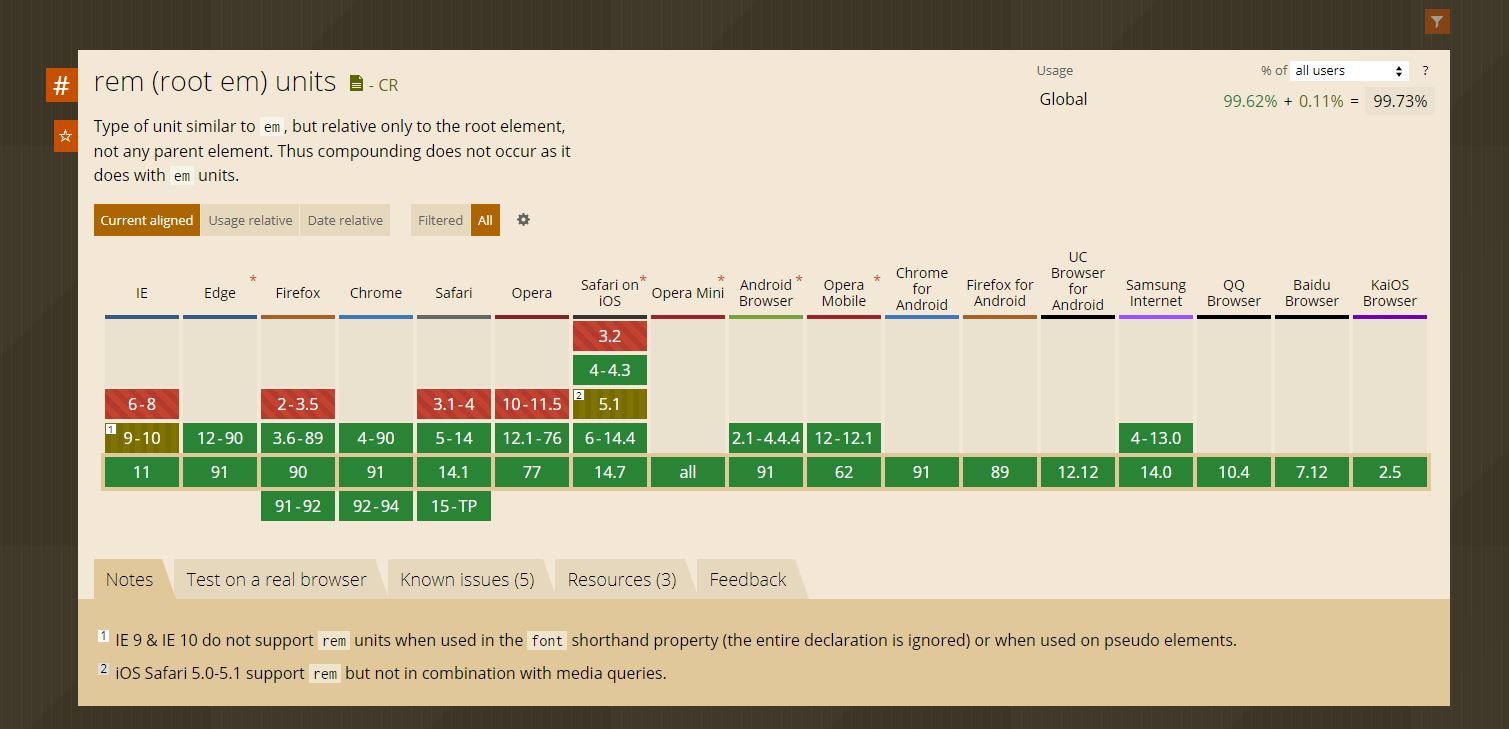 #
rem (root em) units - CR
Usage % of all users ?
Global 99.62% + 0.11% = 99.73%
Type of unit similar to em, but relative only to the root element,
not any parent element. Thus compounding does not occur as it
does with em units.
Current aligned Usage relative Date relative Filtered All
IE Edge * Firefox Chrome Safari Opera Safari on iOS * Opera Mini * Android Browser * Opera Mobile * Chrome for Android Firefox for Android UC Browser for Android Samsung Internet QQ Browser Baidu Browser KaiOS Browser
3.2
4-4.3
6-8 2-3.5 3.1-4 10-11.5 2 5.1
1 9-10 12-90 3.6-89 4-90 5-14 12.1-76 6-14.4 2.1-4.4.4 12-12.1 4-13.0
11 91 90 91 14.1 77 14.7 all 91 62 91 89 12.12 14.0 10.4 7.12 2.5
91-92 92-94 15-TP
Notes Test on a real browser Known issues (5) Resources (3) Feedback
1 IE 9 & IE 10 do not support rem units when used in the font shorthand property (the entire declaration is ignored) or when used on pseudo elements.
2 iOS Safari 5.0-5.1 support rem but not in combination with media queries.